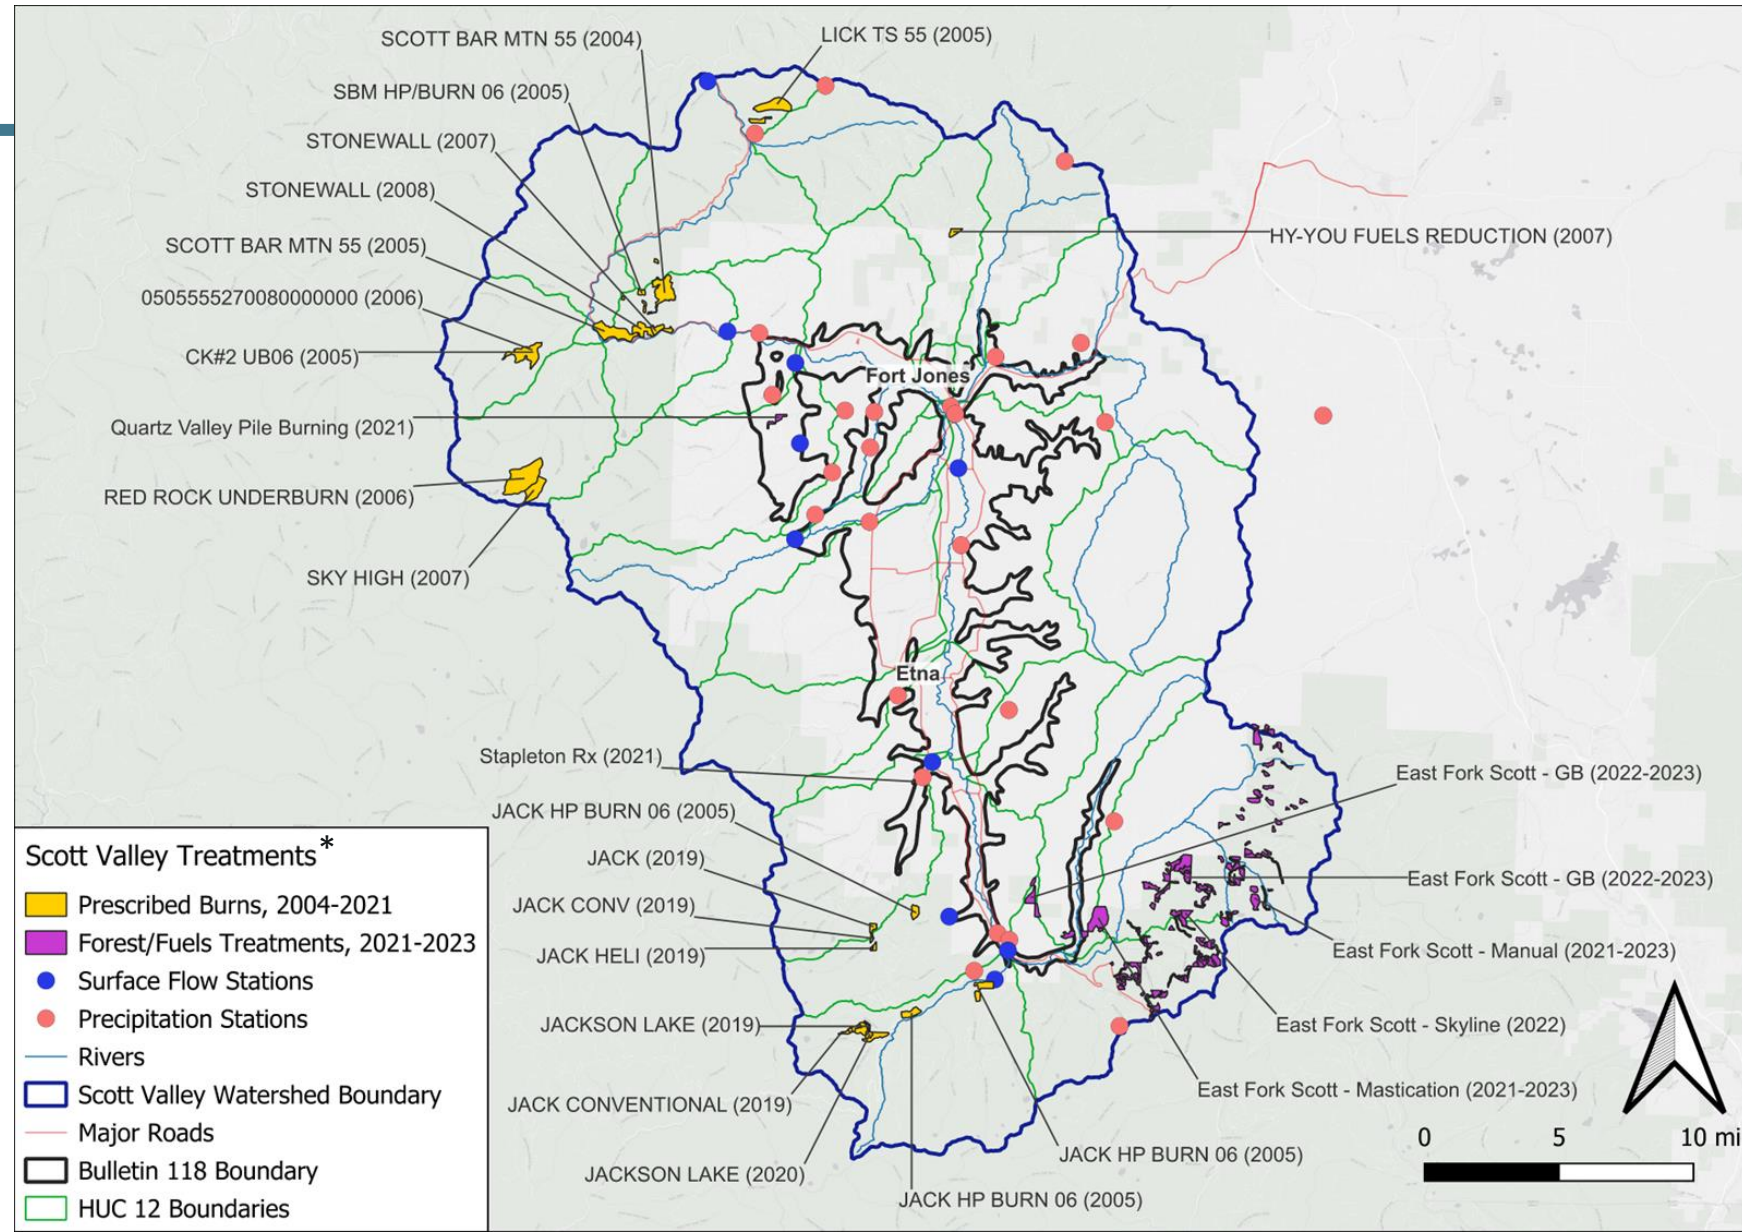 SCOTT BAR MTN 55 (2004)
LICK TS 55 (2005)
SBM HP/BURN 06 (2005)
STONEWALL (2007)
STONEWALL (2008)
SCOTT BAR MTN 55 (2005)
HY-YOU FUELS REDUCTION (2007)
0505555270080000000 (2006)
CK#2 UB06 (2005)
Fort Jones
Quartz Valley Pile Burning (2021)
RED ROCK UNDERBURN (2006)
SKY HIGH (2007)
Etna
Stapleton Rx (2021)
East Fork Scott - GB (2022-2023)
JACK HP BURN 06 (2005)
JACK (2019)
East Fork Scott - GB (2022-2023)
JACK CONV (2019)
JACK HELI (2019)
East Fork Scott - Manual (2021-2023)
JACKSON LAKE (2019)
East Fork Scott - Skyline (2022)
JACK CONVENTIONAL (2019)
East Fork Scott - Mastication (2021-2023)
JACKSON LAKE (2020)
JACK HP BURN 06 (2005)
JACK HP BURN 06 (2005)
Scott Valley Treatments*
Prescribed Burns, 2004-2021
Forest/Fuels Treatments, 2021-2023
Surface Flow Stations
Precipitation Stations
Rivers
Scott Valley Watershed Boundary
Major Roads
Bulletin 118 Boundary
HUC 12 Boundaries
0 5 10 mi